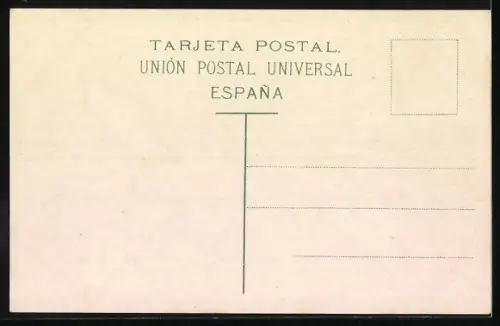 TARJETA POSTAL.
UNIÓN POSTAL UNIVERSAL
ESPAÑA